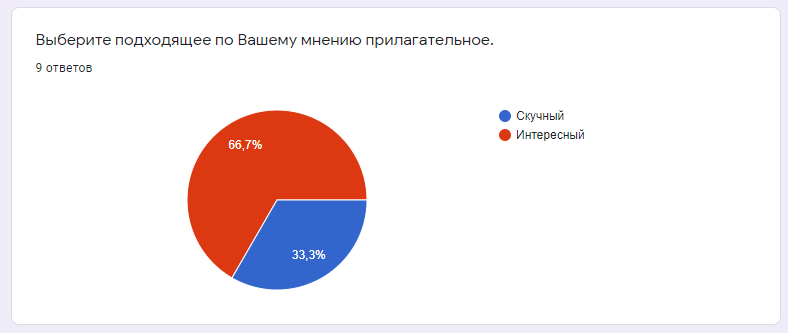 Выберите подходящее по Вашему мнению прилагательное.
9 ответов
Скучный
Интересный
66,7%
33,3%